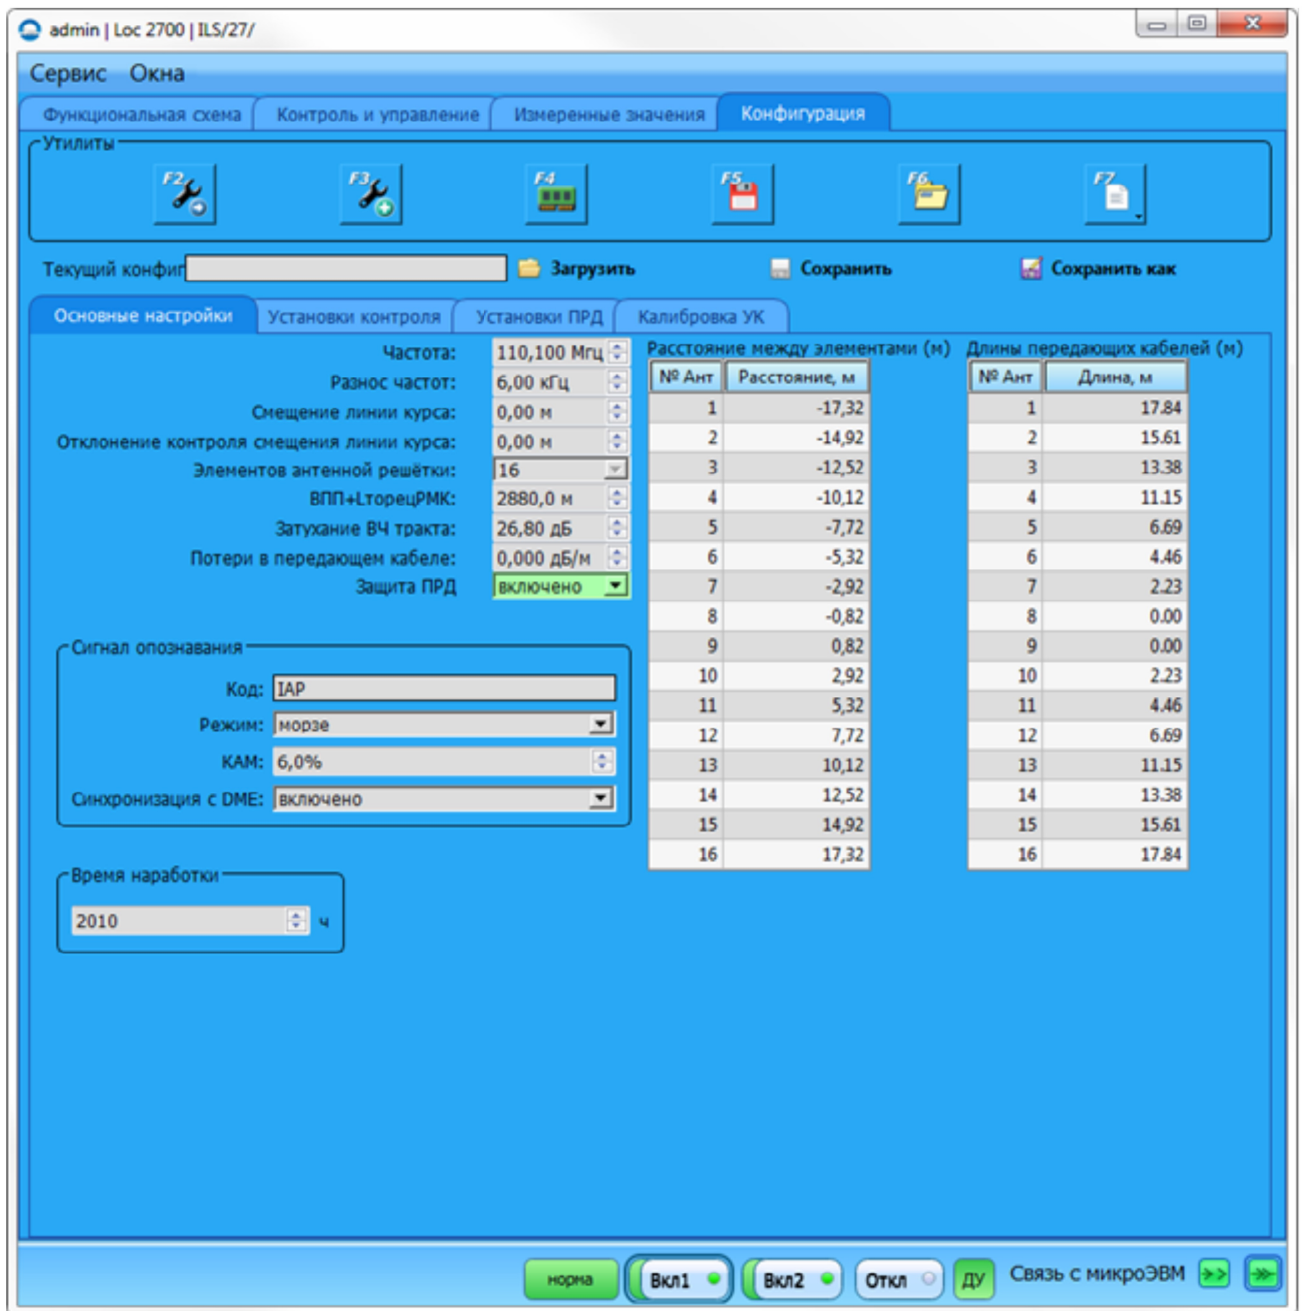 admin | Loc 2700 | ILS/27/
Сервис Окна
Функциональная схема Контроль и управление Измеренные значения Конфигурация
Утилиты
F2 F3 F4 F5 F6 F7
Текущий конфиг Загрузить Сохранить Сохранить как
Основные настройки Установки контроля Установки ПРД Калибровка УК
Частота: 110,100 Мгц
Разнос частот: 6,00 кГц
Смещение линии курса: 0,00 м
Отклонение контроля смещения линии курса: 0,00 м
Элементов антенной решётки: 16
ВПП+LторецРМК: 2880,0 м
Затухание ВЧ тракта: 26,80 дБ
Потери в передающем кабеле: 0,000 дБ/м
Защита ПРД включено
Сигнал опознавания
Код: IAP
Режим: морзе
КАМ: 6,0%
Синхронизация с DME: включено
Время наработки
2010 ч
Расстояние между элементами (м)
№ Ант Расстояние, м
1 -17,32
2 -14,92
3 -12,52
4 -10,12
5 -7,72
6 -5,32
7 -2,92
8 -0,82
9 0,82
10 2,92
11 5,32
12 7,72
13 10,12
14 12,52
15 14,92
16 17,32
Длины передающих кабелей (м)
№ Ант Длина, м
1 17.84
2 15.61
3 13.38
4 11.15
5 6.69
6 4.46
7 2.23
8 0.00
9 0.00
10 2.23
11 4.46
12 6.69
13 11.15
14 13.38
15 15.61
16 17.84
норма Вкл1 Вкл2 Откл ДУ Связь с микроЭВМ >>